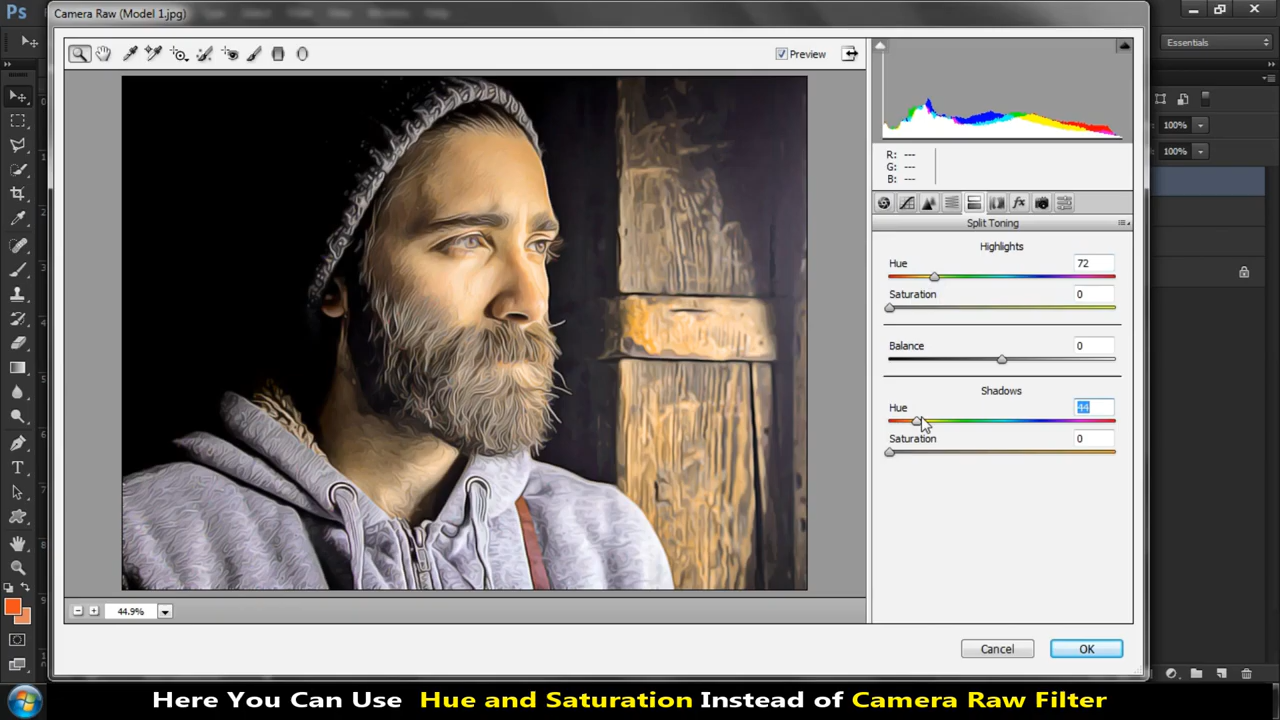 Ps
Camera Raw (Model 1.jpg)
Essentials
Preview
R: ---
G: ---
B: ---
100%
100%
fx
Split Toning
Highlights
Hue 72
Saturation 0
Balance 0
Shadows
Hue 44
Saturation 0
44.9%
Cancel OK
Here You Can Use Hue and Saturation Instead of Camera Raw Filter